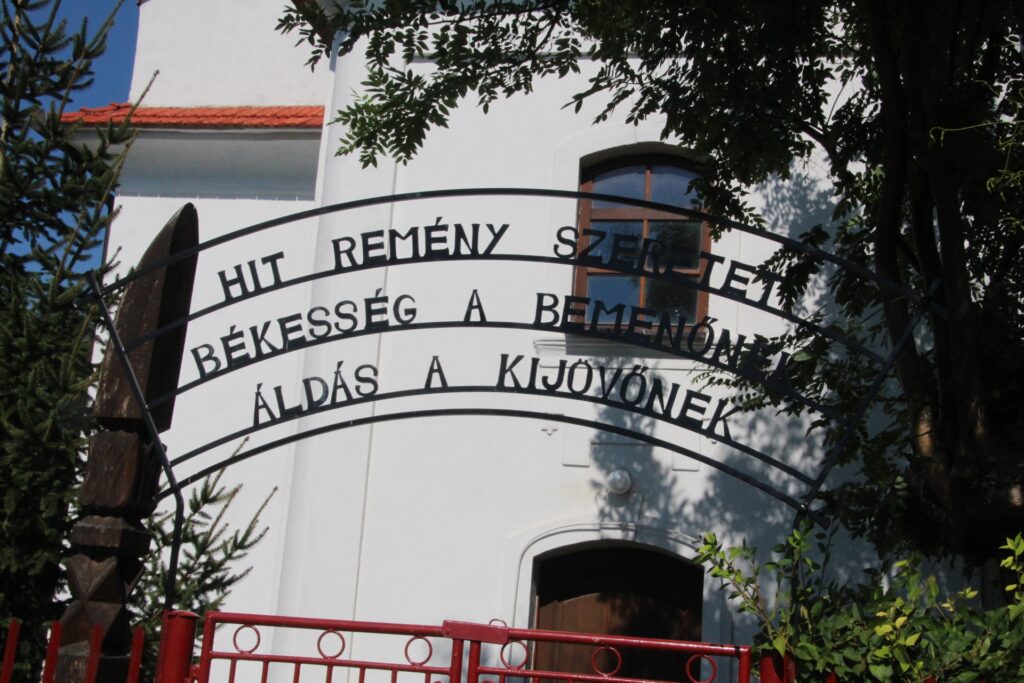 HIT REMÉNY SZERETET
BÉKESSÉG A BEMENŐNEK
ÁLDÁS A KIJÖVŐNEK